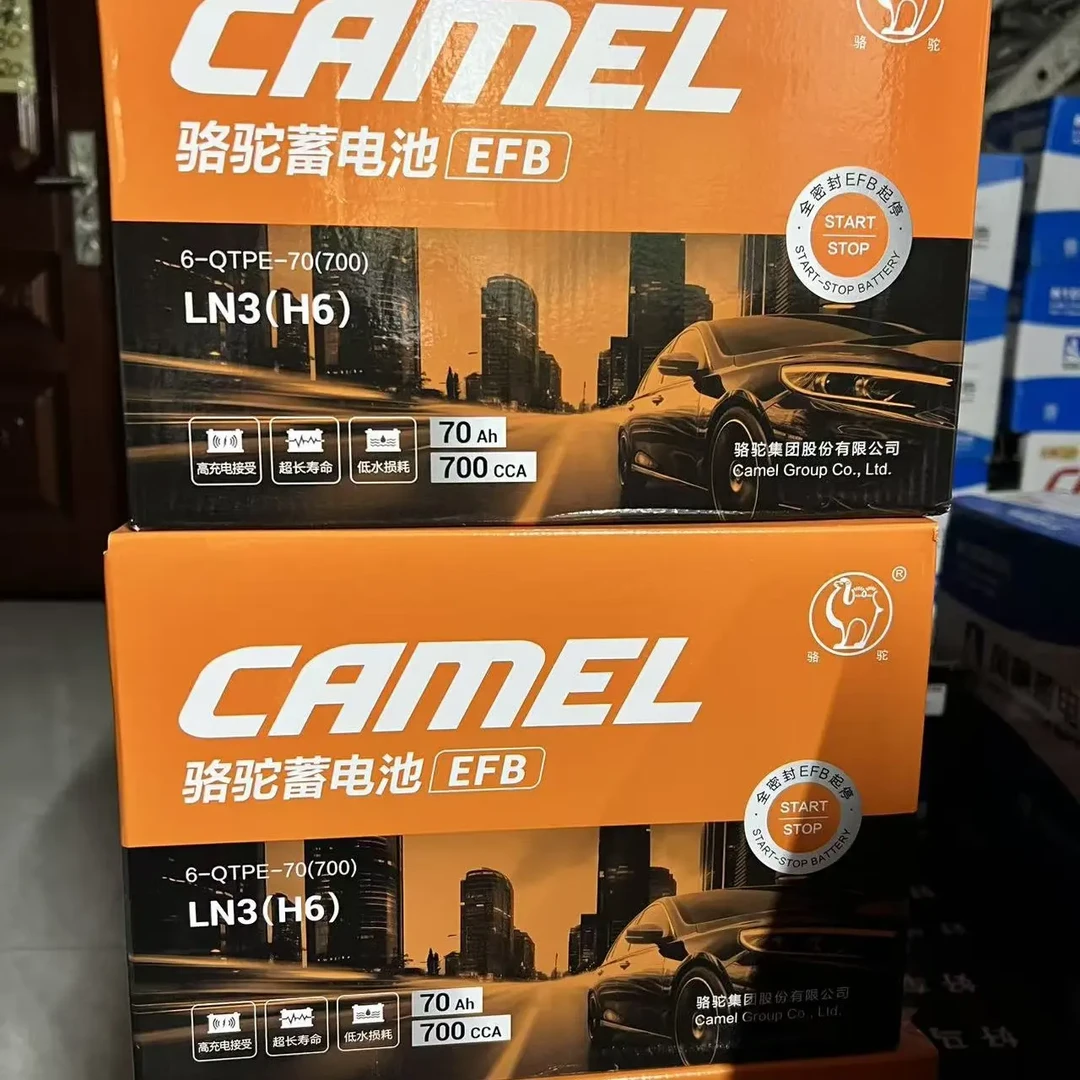 CAMEL
骆 驼
骆驼蓄电池 EFB
全密封EFB起停
START
STOP
START-STOP BATTERY
6-QTPE-70(700)
LN3(H6)
高充电接受
超长寿命
低水损耗
70 Ah
700 CCA
骆驼集团股份有限公司
Camel Group Co., Ltd.
®
CAMEL
骆 驼
骆驼蓄电池 EFB
全密封EFB起停
START
STOP
START-STOP BATTERY
6-QTPE-70(700)
LN3(H6)
高充电接受
超长寿命
低水损耗
70 Ah
700 CCA
骆驼集团股份有限公司
Camel Group Co., Ltd.